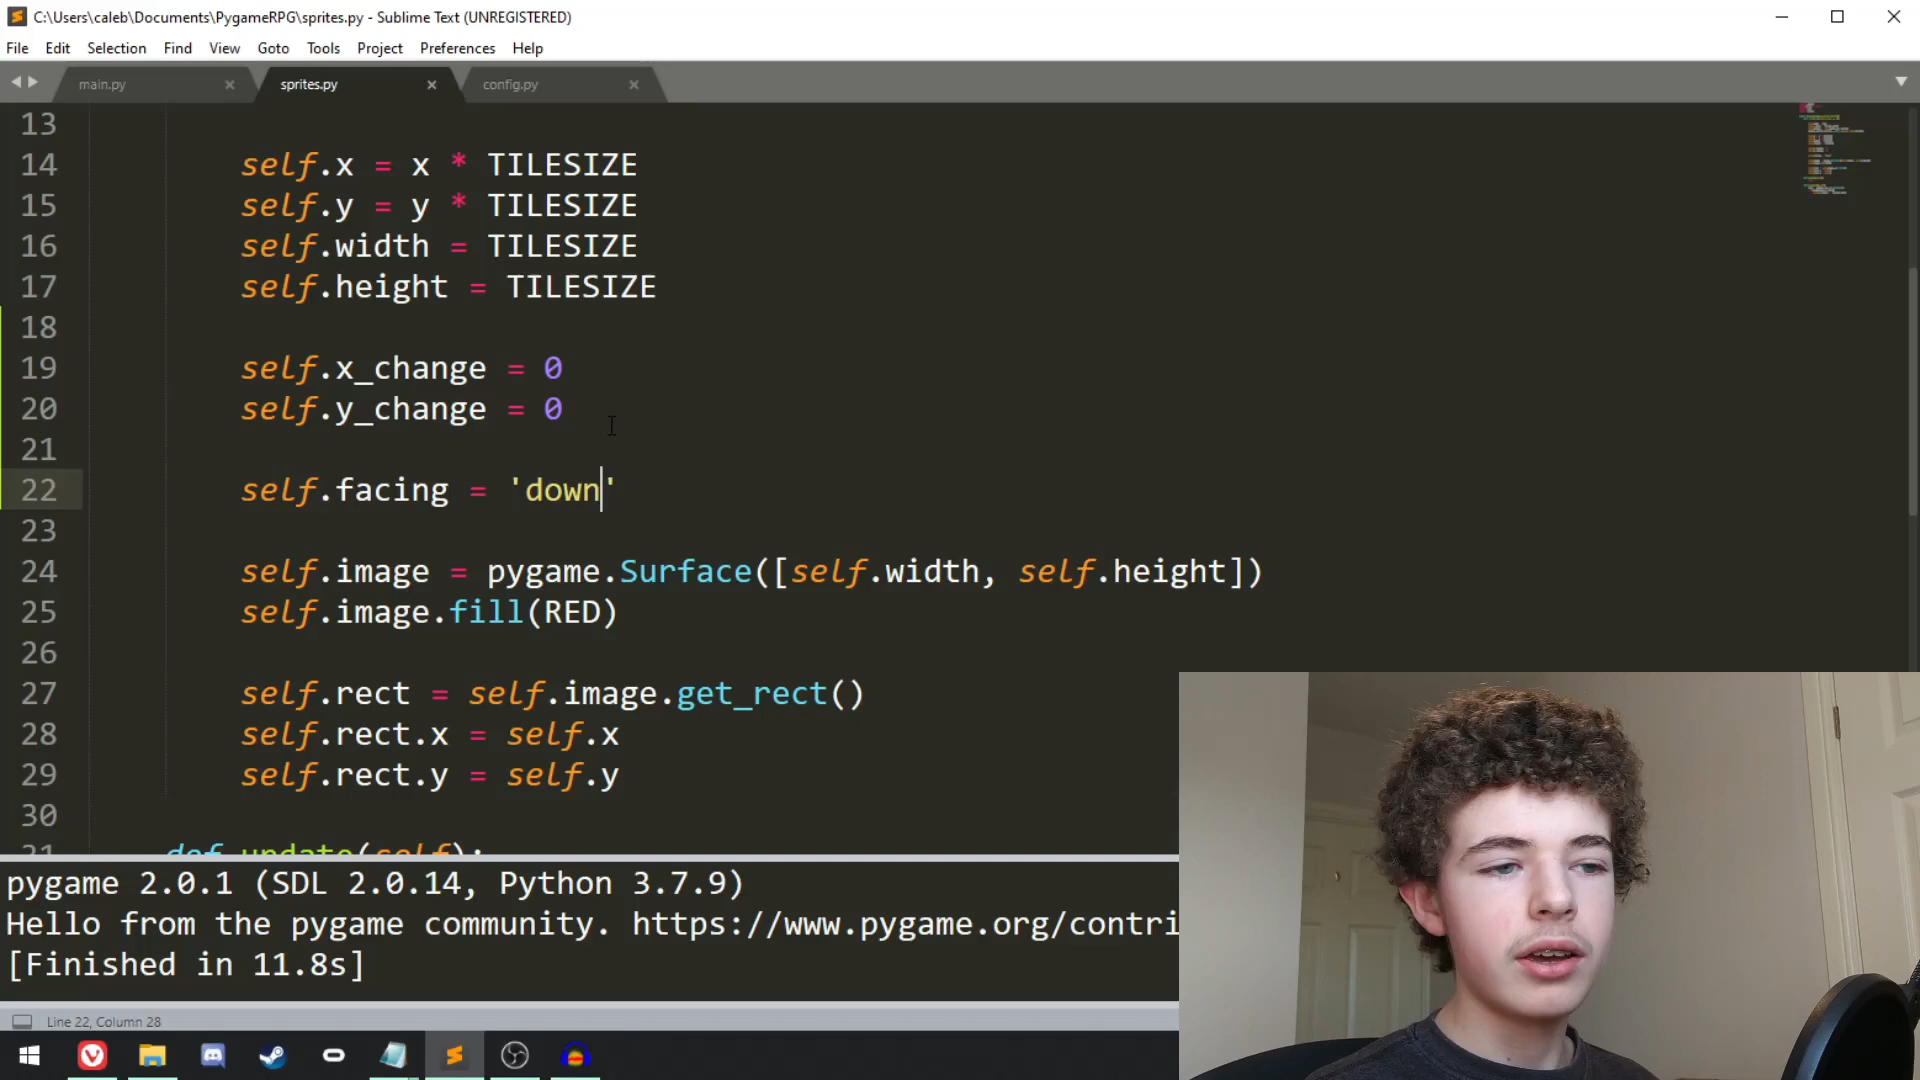 C:\Users\caleb\Documents\PygameRPG\sprites.py - Sublime Text (UNREGISTERED)
File Edit Selection Find View Goto Tools Project Preferences Help
main.py sprites.py config.py
13
14 self.x = x * TILESIZE
15 self.y = y * TILESIZE
16 self.width = TILESIZE
17 self.height = TILESIZE
18
19 self.x_change = 0
20 self.y_change = 0
21
22 self.facing = 'down'
23
24 self.image = pygame.Surface([self.width, self.height])
25 self.image.fill(RED)
26
27 self.rect = self.image.get_rect()
28 self.rect.x = self.x
29 self.rect.y = self.y
30
31 def update(self):
pygame 2.0.1 (SDL 2.0.14, Python 3.7.9)
Hello from the pygame community. https://www.pygame.org/contri
[Finished in 11.8s]
Line 22, Column 28